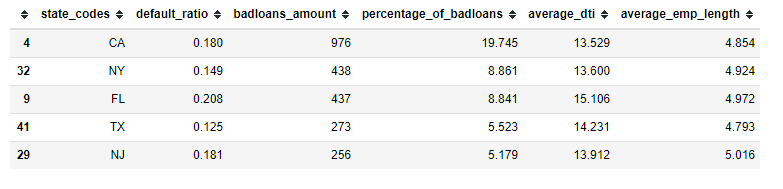 state_codes default_ratio badloans_amount percentage_of_badloans average_dti average_emp_length
4 CA 0.180 976 19.745 13.529 4.854
32 NY 0.149 438 8.861 13.600 4.924
9 FL 0.208 437 8.841 15.106 4.972
41 TX 0.125 273 5.523 14.231 4.793
29 NJ 0.181 256 5.179 13.912 5.016